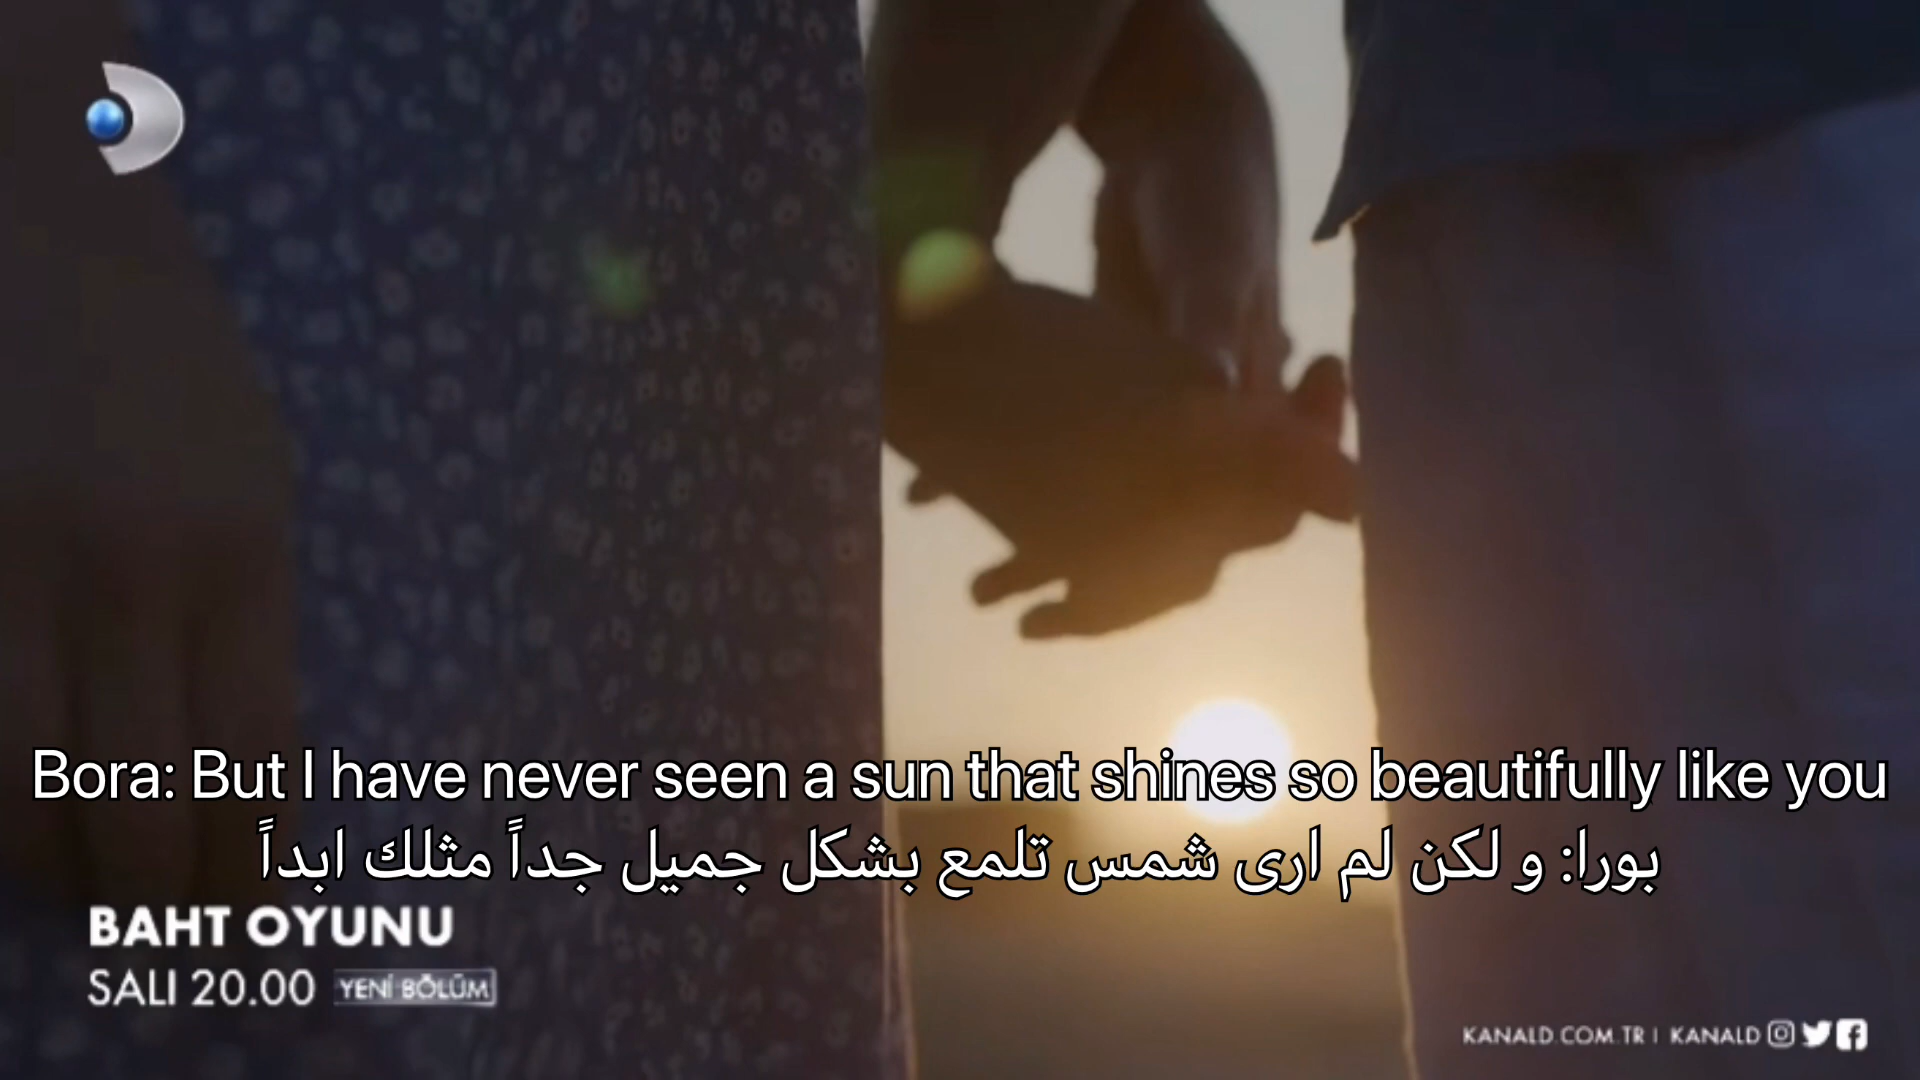 Bora: But I have never seen a sun that shines so beautifully like you
بورا: و لكن لم ارى شمس تلمع بشكل جميل جداً مثلك ابداً
BAHT OYUNU
SALI 20.00 YENİ BÖLÜM
KANALD.COM.TR | KANALD